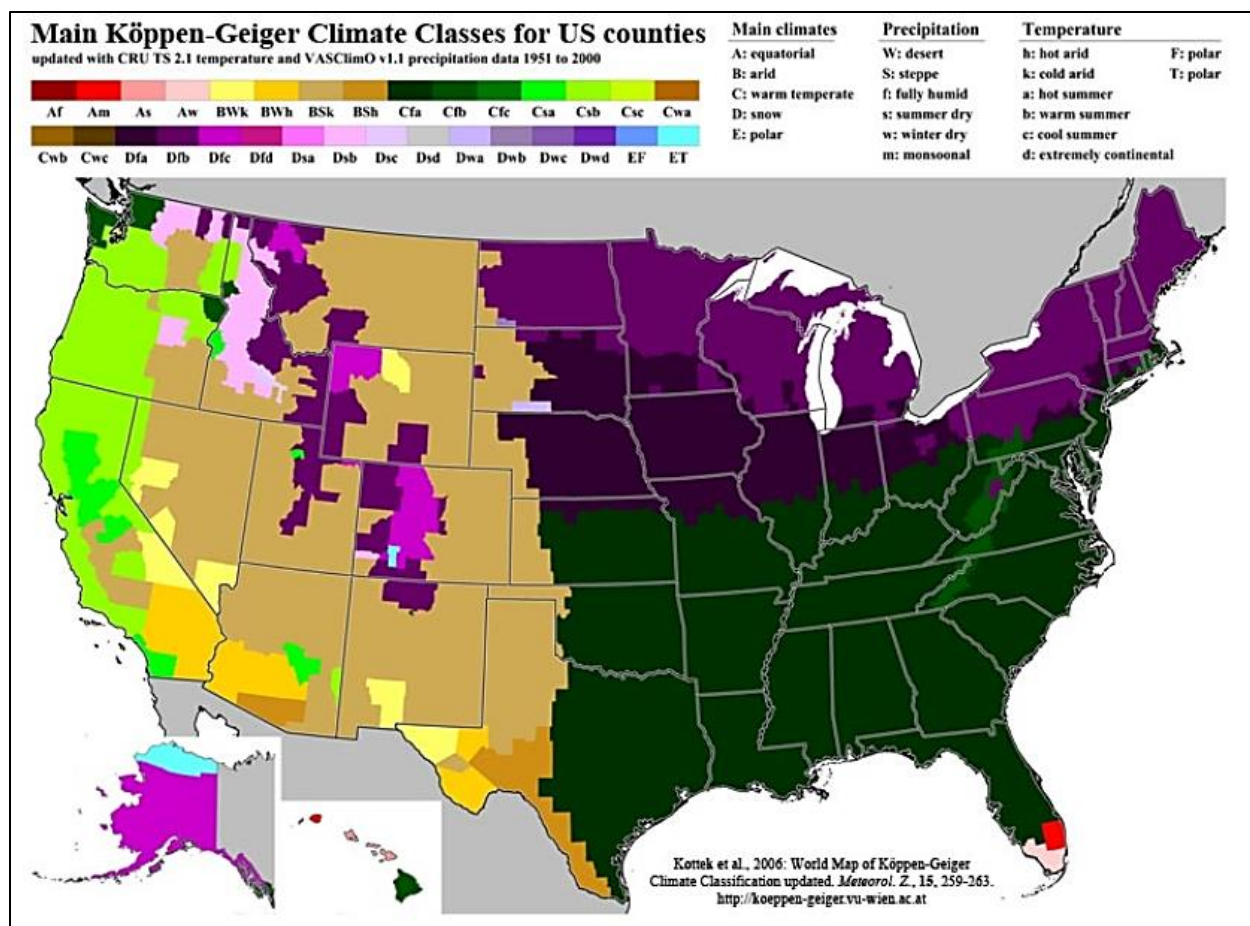 Main Köppen-Geiger Climate Classes for US counties
updated with CRU TS 2.1 temperature and VASClimO v1.1 precipitation data 1951 to 2000
Af Am As Aw BWk BWh BSk BSh Cfa Cfb Cfc Csa Csb Csc Cwa
Cwb Cwc Dfa Dfb Dfc Dfd Dsa Dsb Dsc Dsd Dwa Dwb Dwc Dwd EF ET
Main climates
A: equatorial
B: arid
C: warm temperate
D: snow
E: polar
Precipitation
W: desert
S: steppe
f: fully humid
s: summer dry
w: winter dry
m: monsoonal
Temperature
h: hot arid F: polar
k: cold arid T: polar
a: hot summer
b: warm summer
c: cool summer
d: extremely continental
Kottek et al., 2006: World Map of Köppen-Geiger
Climate Classification updated. Meteorol. Z., 15, 259-263.
http://koeppen-geiger.vu-wien.ac.at